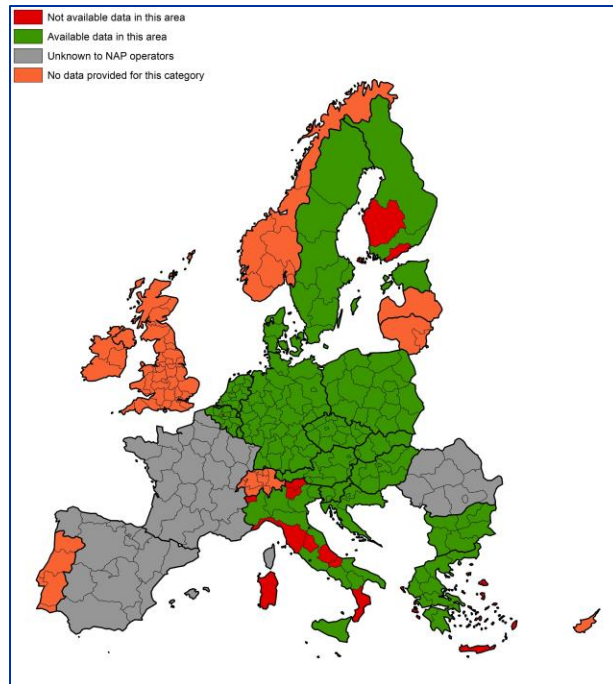 Not available data in this area
Available data in this area
Unknown to NAP operators
No data provided for this category